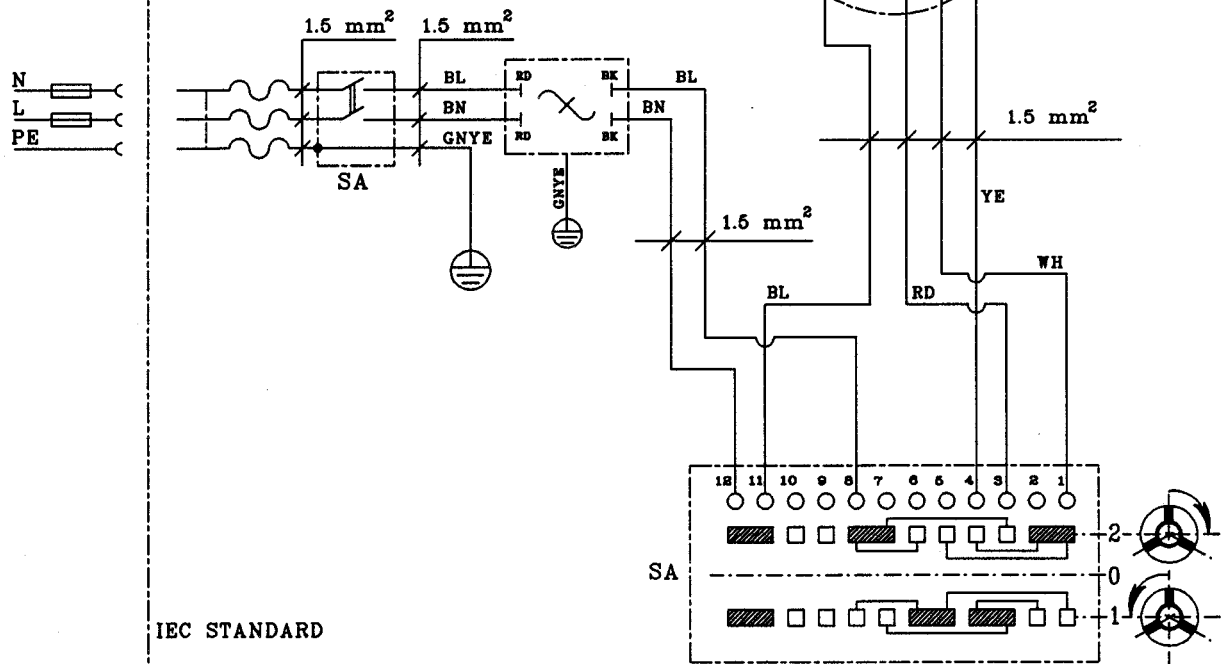 1.5 mm²
1.5 mm²
N
L
PE
BL
BN
GNYE
RD
BK
RD
BK
GNYE
SA
BL
BN
1.5 mm²
1.5 mm²
YE
WH
BL
RD
12 11 10 9 8 7 6 5 4 3 2 1
2
SA
0
1
IEC STANDARD